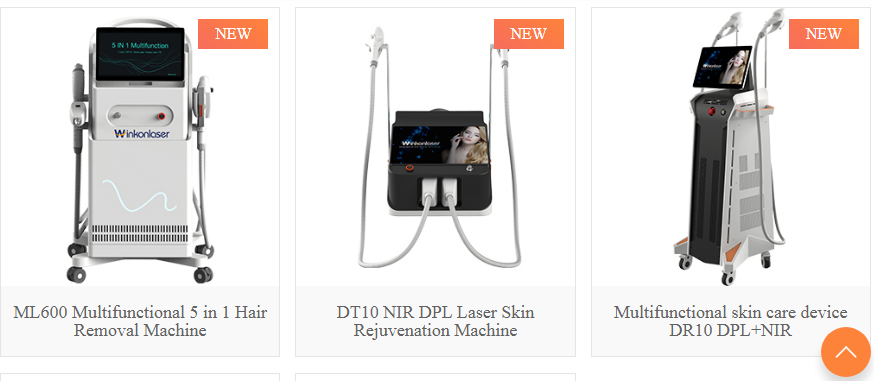 NEW
NEW
NEW
5 IN 1 Multifunction
Winkonlaser
Winkonlaser
ML600 Multifunctional 5 in 1 Hair
Removal Machine
DT10 NIR DPL Laser Skin
Rejuvenation Machine
Multifunctional skin care device
DR10 DPL+NIR